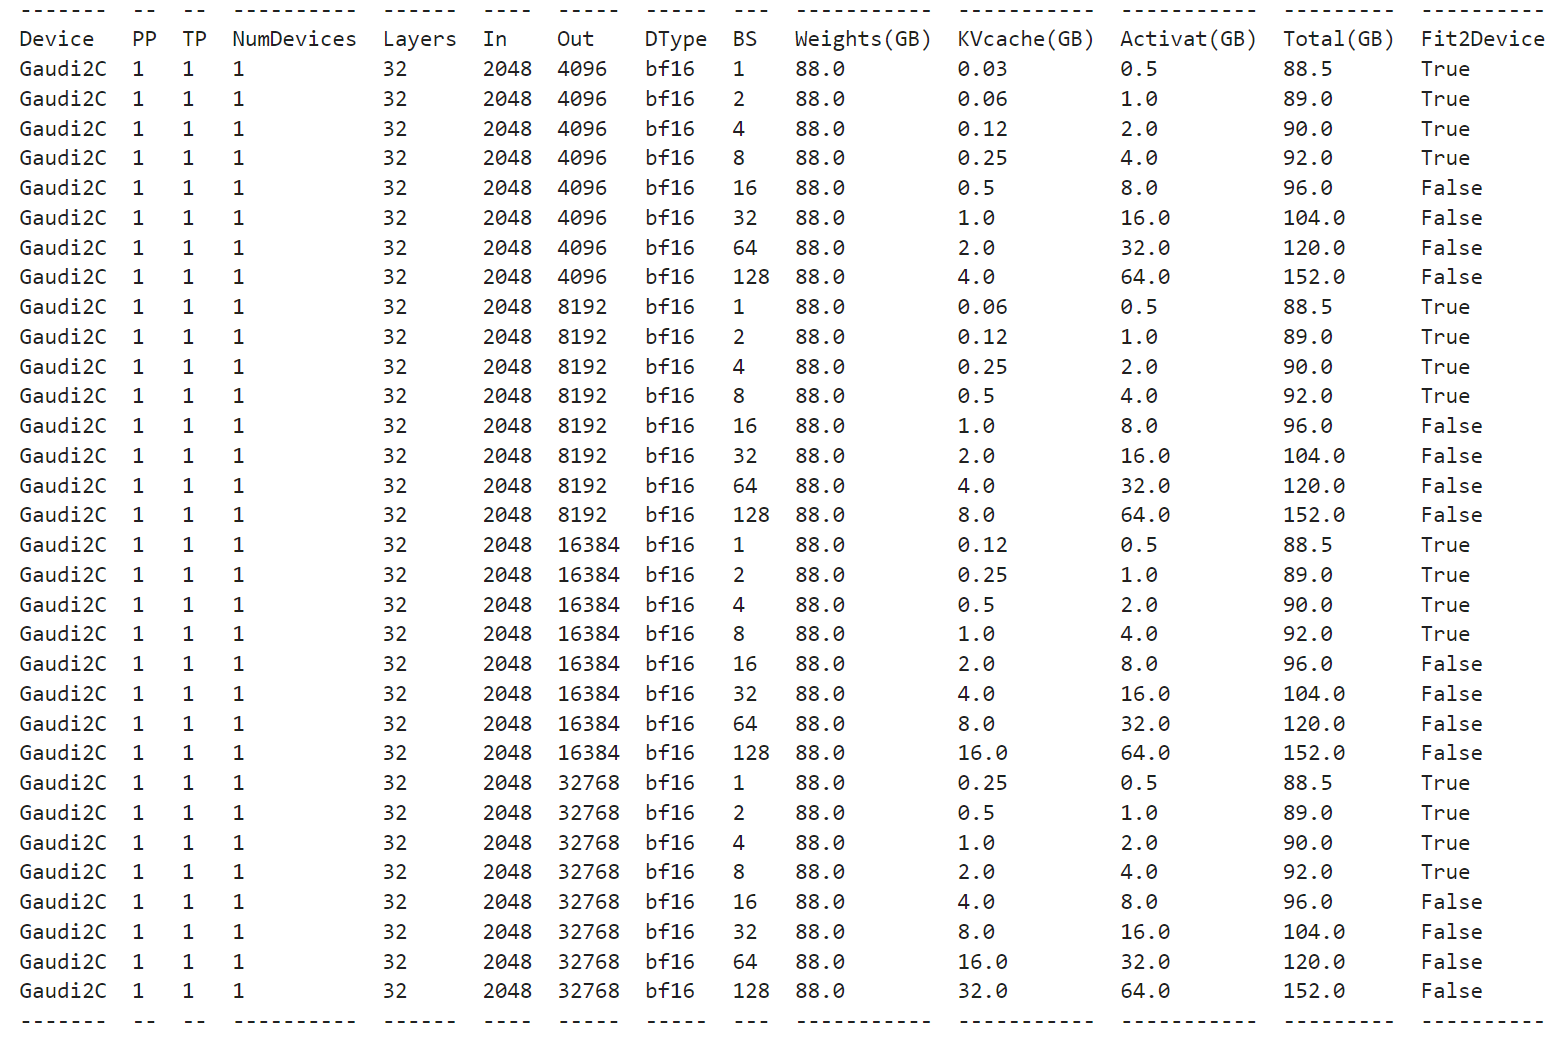 -------  --  --  ----------  ------  ----  -----  -----  ---  -----------  -----------  -----------  ---------  ----------
Device   PP  TP  NumDevices  Layers  In    Out    DType  BS   Weights(GB)  KVcache(GB)  Activat(GB)  Total(GB)  Fit2Device
Gaudi2C  1   1   1           32      2048  4096   bf16   1    88.0         0.03         0.5          88.5       True
Gaudi2C  1   1   1           32      2048  4096   bf16   2    88.0         0.06         1.0          89.0       True
Gaudi2C  1   1   1           32      2048  4096   bf16   4    88.0         0.12         2.0          90.0       True
Gaudi2C  1   1   1           32      2048  4096   bf16   8    88.0         0.25         4.0          92.0       True
Gaudi2C  1   1   1           32      2048  4096   bf16   16   88.0         0.5          8.0          96.0       False
Gaudi2C  1   1   1           32      2048  4096   bf16   32   88.0         1.0          16.0         104.0      False
Gaudi2C  1   1   1           32      2048  4096   bf16   64   88.0         2.0          32.0         120.0      False
Gaudi2C  1   1   1           32      2048  4096   bf16   128  88.0         4.0          64.0         152.0      False
Gaudi2C  1   1   1           32      2048  8192   bf16   1    88.0         0.06         0.5          88.5       True
Gaudi2C  1   1   1           32      2048  8192   bf16   2    88.0         0.12         1.0          89.0       True
Gaudi2C  1   1   1           32      2048  8192   bf16   4    88.0         0.25         2.0          90.0       True
Gaudi2C  1   1   1           32      2048  8192   bf16   8    88.0         0.5          4.0          92.0       True
Gaudi2C  1   1   1           32      2048  8192   bf16   16   88.0         1.0          8.0          96.0       False
Gaudi2C  1   1   1           32      2048  8192   bf16   32   88.0         2.0          16.0         104.0      False
Gaudi2C  1   1   1           32      2048  8192   bf16   64   88.0         4.0          32.0         120.0      False
Gaudi2C  1   1   1           32      2048  8192   bf16   128  88.0         8.0          64.0         152.0      False
Gaudi2C  1   1   1           32      2048  16384  bf16   1    88.0         0.12         0.5          88.5       True
Gaudi2C  1   1   1           32      2048  16384  bf16   2    88.0         0.25         1.0          89.0       True
Gaudi2C  1   1   1           32      2048  16384  bf16   4    88.0         0.5          2.0          90.0       True
Gaudi2C  1   1   1           32      2048  16384  bf16   8    88.0         1.0          4.0          92.0       True
Gaudi2C  1   1   1           32      2048  16384  bf16   16   88.0         2.0          8.0          96.0       False
Gaudi2C  1   1   1           32      2048  16384  bf16   32   88.0         4.0          16.0         104.0      False
Gaudi2C  1   1   1           32      2048  16384  bf16   64   88.0         8.0          32.0         120.0      False
Gaudi2C  1   1   1           32      2048  16384  bf16   128  88.0         16.0         64.0         152.0      False
Gaudi2C  1   1   1           32      2048  32768  bf16   1    88.0         0.25         0.5          88.5       True
Gaudi2C  1   1   1           32      2048  32768  bf16   2    88.0         0.5          1.0          89.0       True
Gaudi2C  1   1   1           32      2048  32768  bf16   4    88.0         1.0          2.0          90.0       True
Gaudi2C  1   1   1           32      2048  32768  bf16   8    88.0         2.0          4.0          92.0       True
Gaudi2C  1   1   1           32      2048  32768  bf16   16   88.0         4.0          8.0          96.0       False
Gaudi2C  1   1   1           32      2048  32768  bf16   32   88.0         8.0          16.0         104.0      False
Gaudi2C  1   1   1           32      2048  32768  bf16   64   88.0         16.0         32.0         120.0      False
Gaudi2C  1   1   1           32      2048  32768  bf16   128  88.0         32.0         64.0         152.0      False
-------  --  --  ----------  ------  ----  -----  -----  ---  -----------  -----------  -----------  ---------  ----------